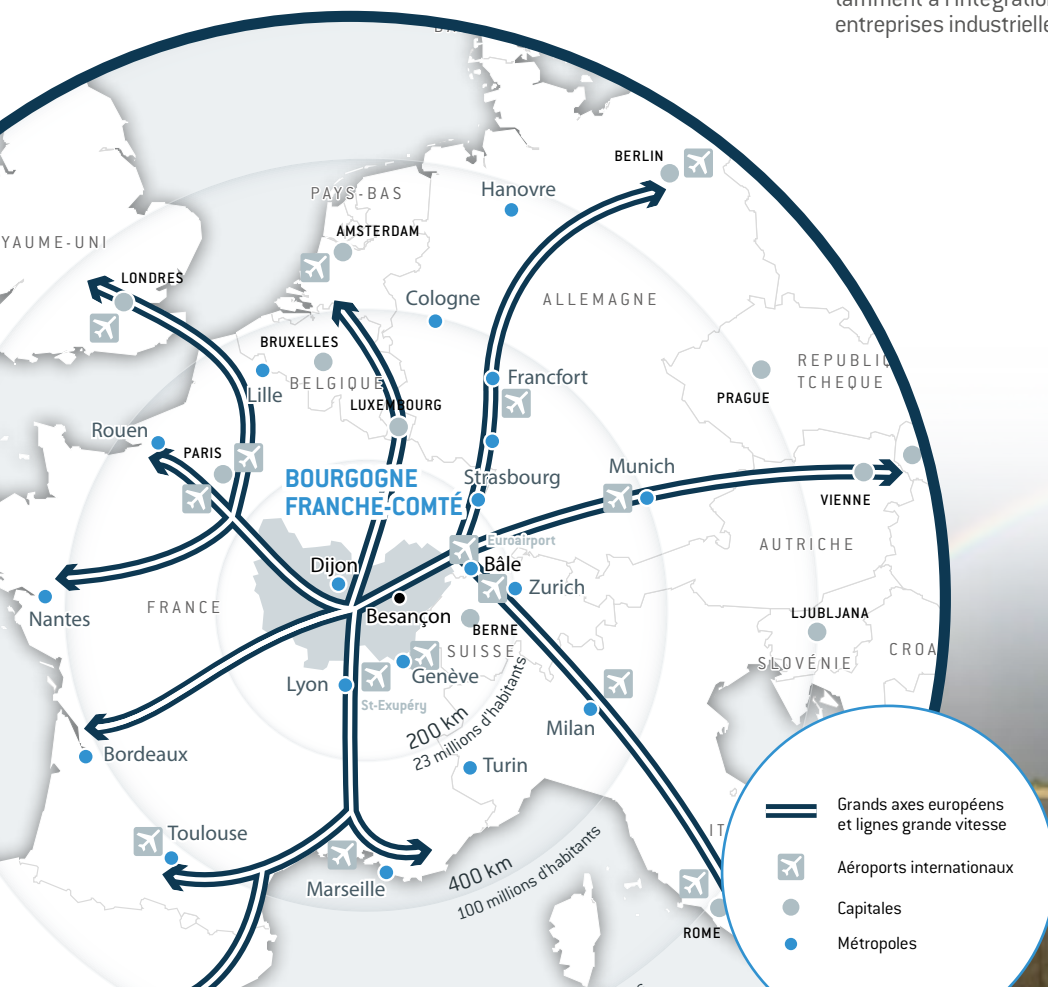 tamment à l'intégration
entreprises industrielle
BERLIN
PAYS-BAS
Hanovre
AMSTERDAM
YAUME-UNI
LONDRES
Cologne
ALLEMAGNE
BRUXELLES
REPUBLIQ
TCHEQUE
BELGIQUE
Lille
Francfort
LUXEMBOURG
PRAGUE
Rouen
PARIS
BOURGOGNE
FRANCHE-COMTÉ
Strasbourg
Munich
VIENNE
Euroairport
AUTRICHE
Dijon
Bâle
Zurich
Nantes
FRANCE
Besançon
BERNE
LJUBLJANA
SUISSE
CROA
SLOVÉNIE
Lyon
Genève
St-Exupéry
200 km
23 millions d'habitants
Milan
Bordeaux
Turin
Toulouse
IT
400 km
100 millions d'habitants
Marseille
ROME
Grands axes européens
et lignes grande vitesse
Aéroports internationaux
Capitales
Métropoles